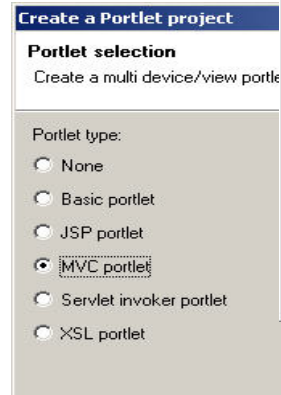 Create a Portlet project
Portlet selection
Create a multi device/view portle
Portlet type:
None
Basic portlet
JSP portlet
MVC portlet
Servlet invoker portlet
XSL portlet